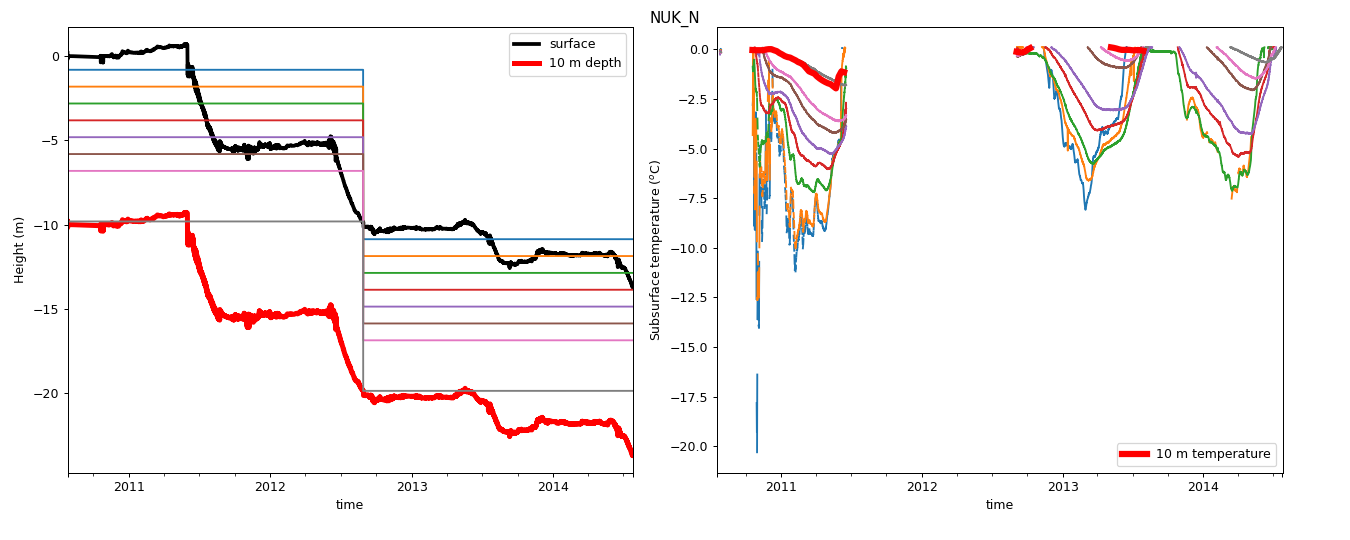 NUK_N
surface
10 m depth
Height (m)
0
−5
−10
−15
−20
2011
2012
2013
2014
time
Subsurface temperature (°C)
0.0
−2.5
−5.0
−7.5
−10.0
−12.5
−15.0
−17.5
−20.0
10 m temperature
2011
2012
2013
2014
time